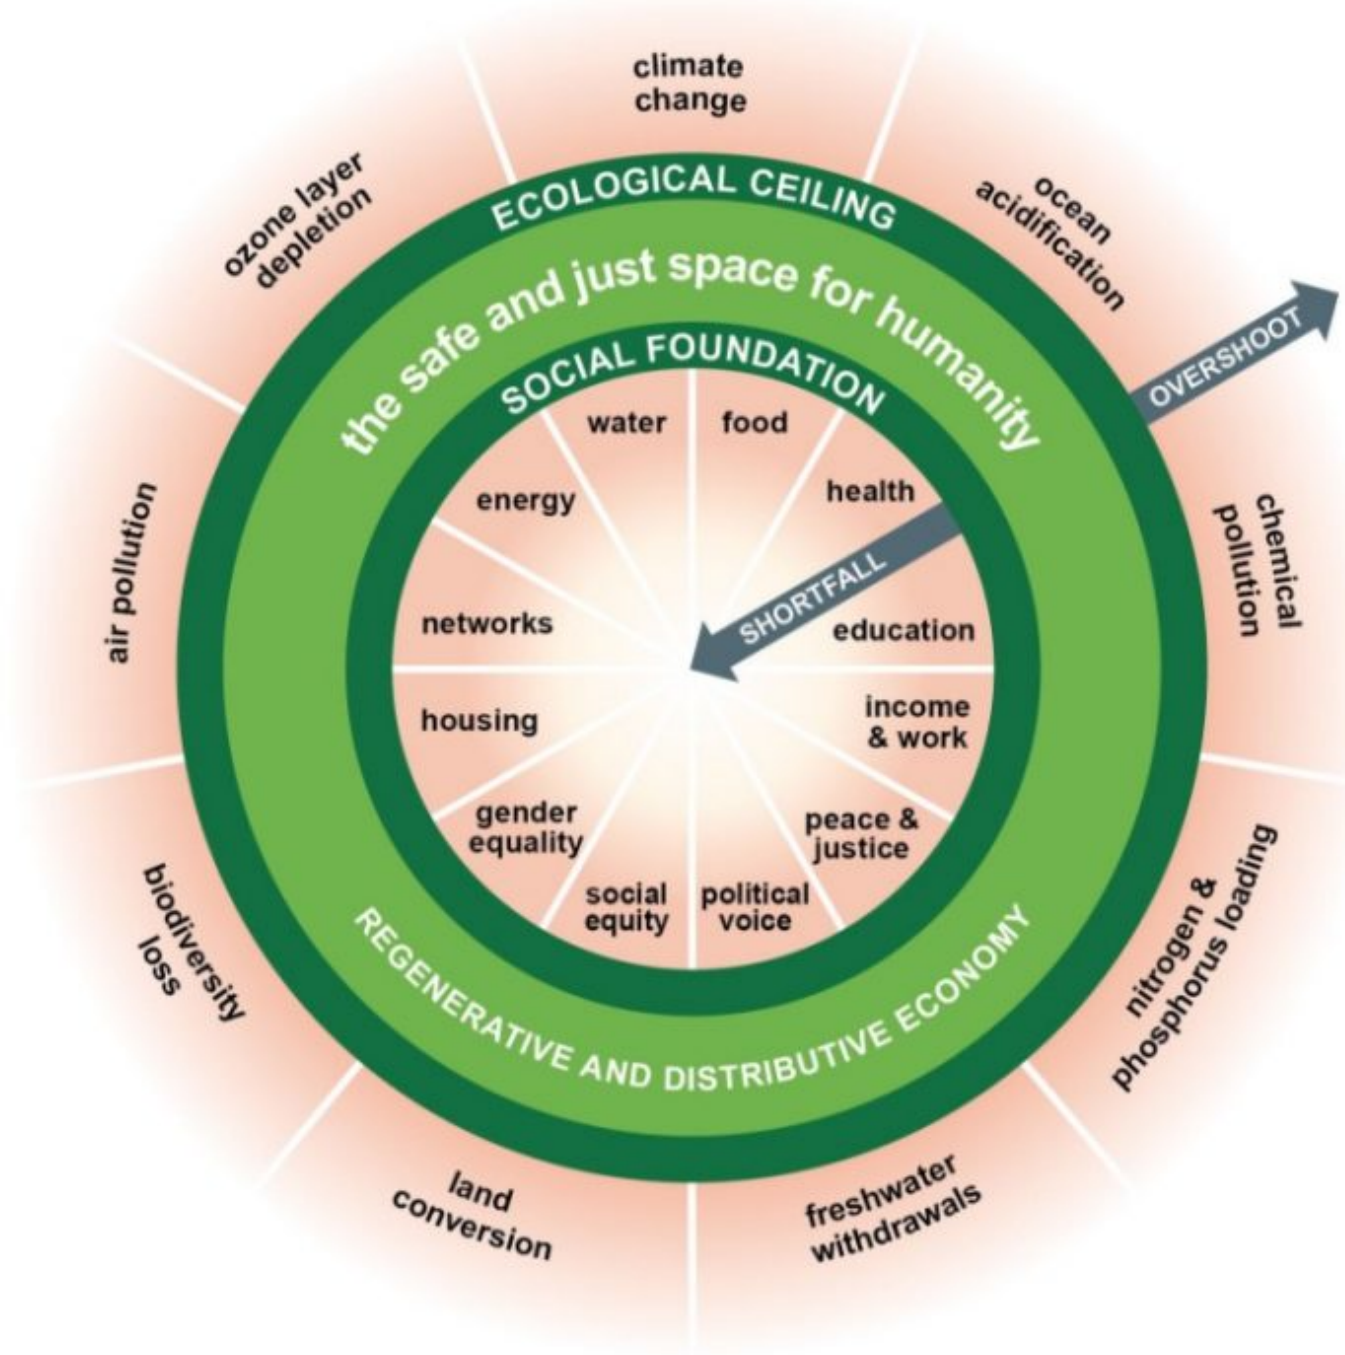 climate
change
ocean
acidification
OVERSHOOT
chemical
pollution
nitrogen &
phosphorus loading
freshwater
withdrawals
land
conversion
biodiversity
loss
air pollution
ozone layer
depletion
ECOLOGICAL CEILING
the safe and just space for humanity
SOCIAL FOUNDATION
water
food
health
SHORTFALL
education
income
& work
peace &
justice
political
voice
social
equity
gender
equality
housing
networks
energy
REGENERATIVE AND DISTRIBUTIVE ECONOMY